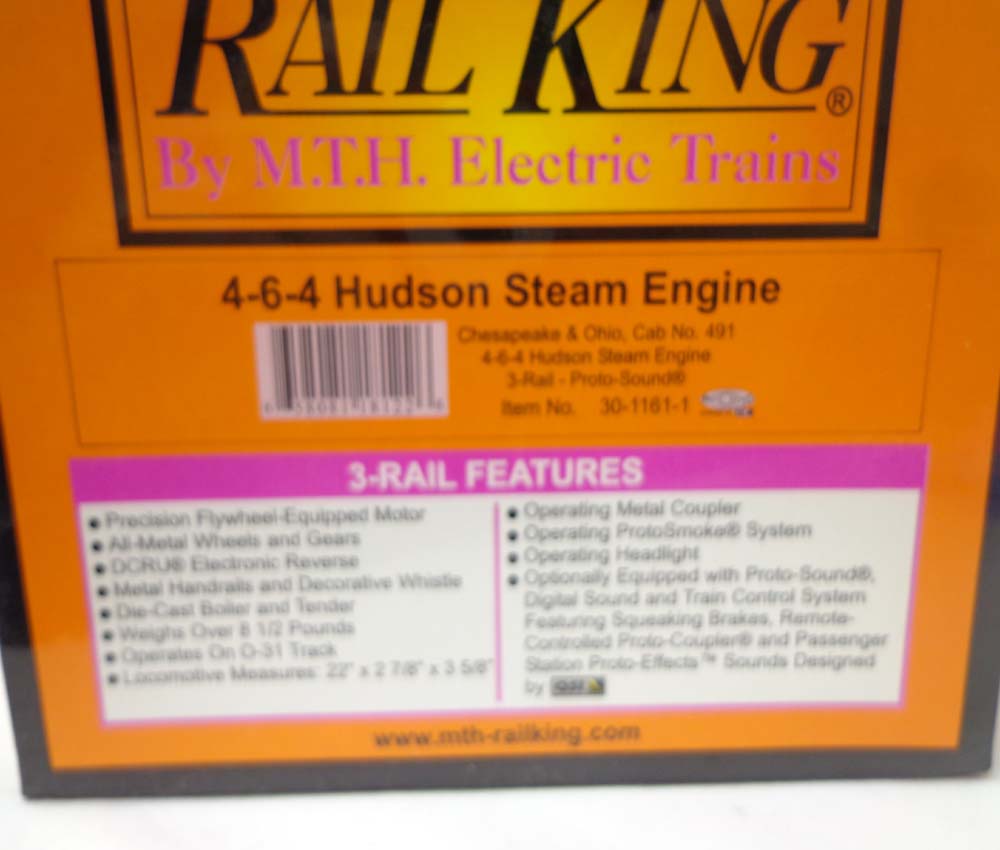 RAIL KING®
By M.T.H. Electric Trains
4-6-4 Hudson Steam Engine
Chesapeake & Ohio, Cab No. 491
4-6-4 Hudson Steam Engine
3-Rail - Proto-Sound®
Item No. 30-1161-1
3-RAIL FEATURES
• Precision Flywheel-Equipped Motor
• All-Metal Wheels and Gears
• DCRU® Electronic Reverse
• Metal Handrails and Decorative Whistle
• Die-Cast Boiler and Tender
• Weighs Over 8 1/2 Pounds
• Operates On O-31 Track
• Locomotive Measures: 22" x 2 7/8" x 3 5/8"
• Operating Metal Coupler
• Operating ProtoSmoke® System
• Operating Headlight
• Optionally Equipped with Proto-Sound®,
Digital Sound and Train Control System
Featuring Squeaking Brakes, Remote-
Controlled Proto-Coupler® and Passenger
Station Proto-Effects™ Sounds Designed
by QSI
www.mth-railking.com